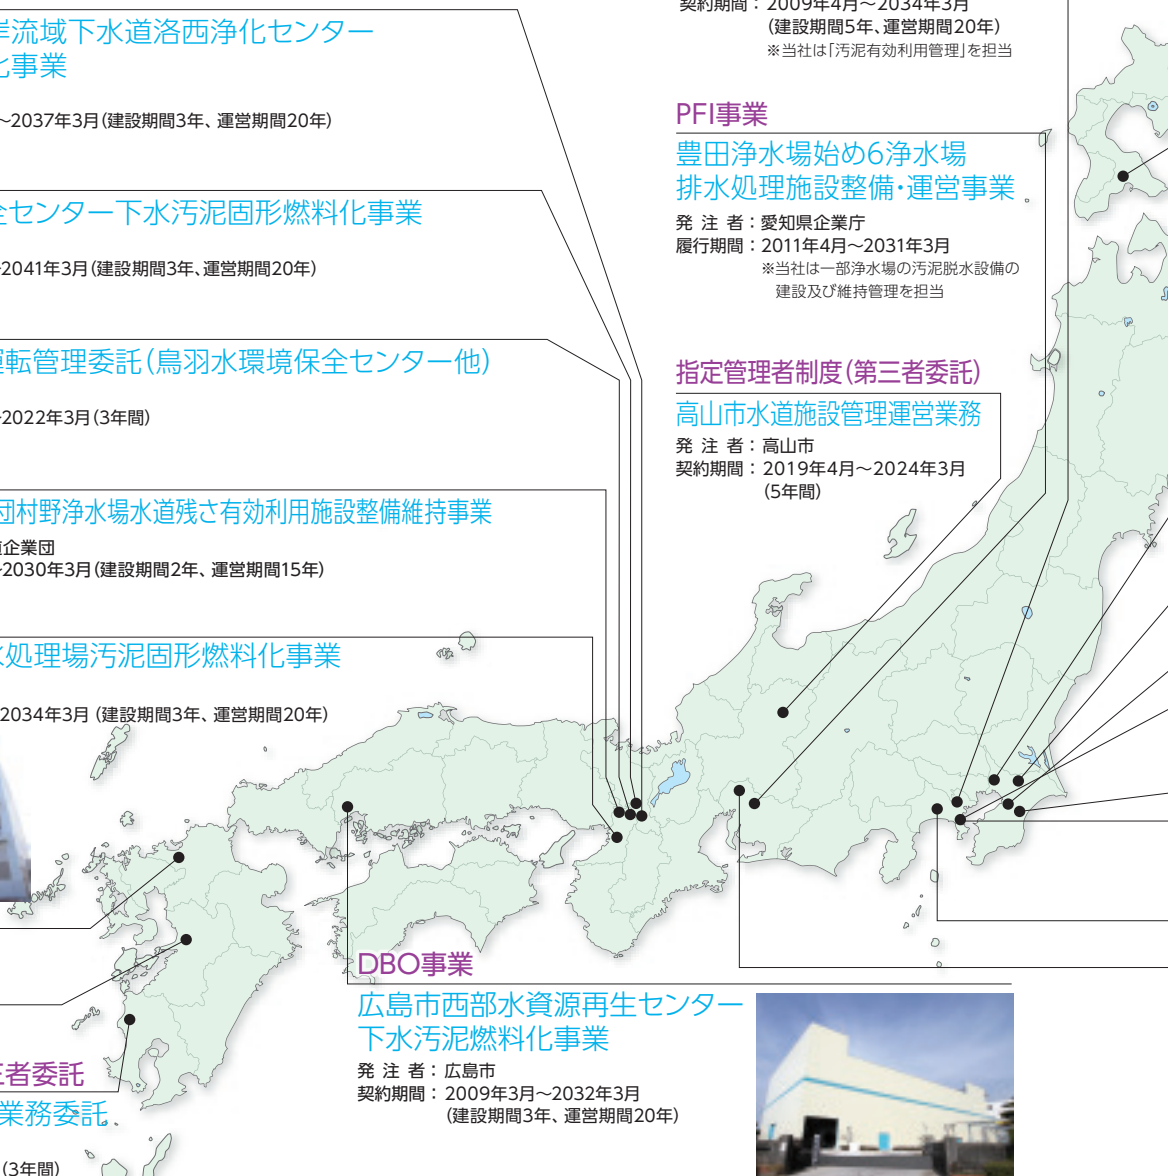 岸流域下水道洛西浄化センター
化事業
～2037年3月(建設期間3年、運営期間20年)
全センター下水汚泥固形燃料化事業
2041年3月(建設期間3年、運営期間20年)
運転管理委託(鳥羽水環境保全センター他)
2022年3月(3年間)
団村野浄水場水道残さ有効利用施設整備維持事業
道企業団
2030年3月(建設期間2年、運営期間15年)
水処理場汚泥固形燃料化事業
2034年3月(建設期間3年、運営期間20年)
三者委託
業務委託
(3年間)
契約期間：2009年4月～2034年3月
(建設期間5年、運営期間20年)
※当社は「汚泥有効利用管理」を担当
PFI事業
豊田浄水場始め6浄水場
排水処理施設整備・運営事業
発 注 者：愛知県企業庁
履行期間：2011年4月～2031年3月
※当社は一部浄水場の汚泥脱水設備の
建設及び維持管理を担当
指定管理者制度(第三者委託)
高山市水道施設管理運営業務
発 注 者：高山市
契約期間：2019年4月～2024年3月
(5年間)
DBO事業
広島市西部水資源再生センター
下水汚泥燃料化事業
発 注 者：広島市
契約期間：2009年3月～2032年3月
(建設期間3年、運営期間20年)